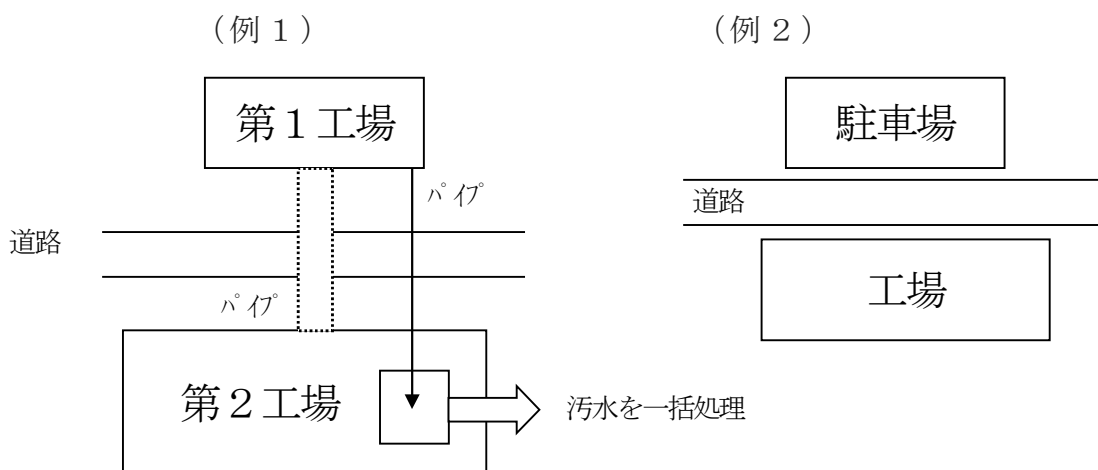 （例１）
（例２）
第１工場
駐車場
ﾊﾟｲﾌﾟ
道路
道路
ﾊﾟｲﾌﾟ
工場
第２工場
汚水を一括処理